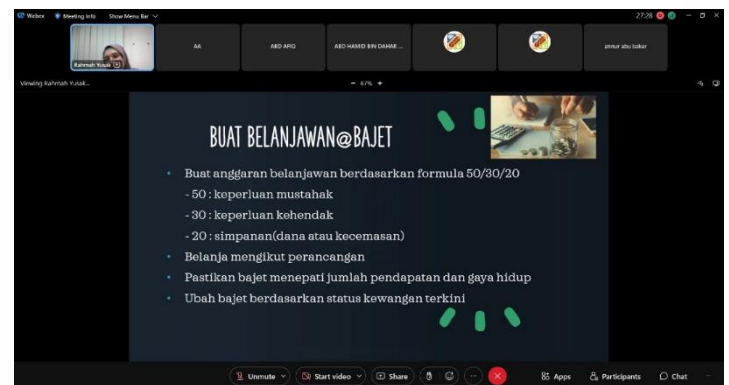 Webex Meeting Info Show Menu Bar 27:28
Rahmah Yusak
AA
ABD ARIQ
ABD HAMID BIN DAHAR ...
annur abu bakar
Viewing Rahmah Yusak... − 67% +
BUAT BELANJAWAN@BAJET
• Buat anggaran belanjawan berdasarkan formula 50/30/20
- 50 : keperluan mustahak
- 30 : keperluan kehendak
- 20 : simpanan(dana atau kecemasan)
• Belanja mengikut perancangan
• Pastikan bajet menepati jumlah pendapatan dan gaya hidup
• Ubah bajet berdasarkan status kewangan terkini
Unmute Start video Share Apps Participants Chat